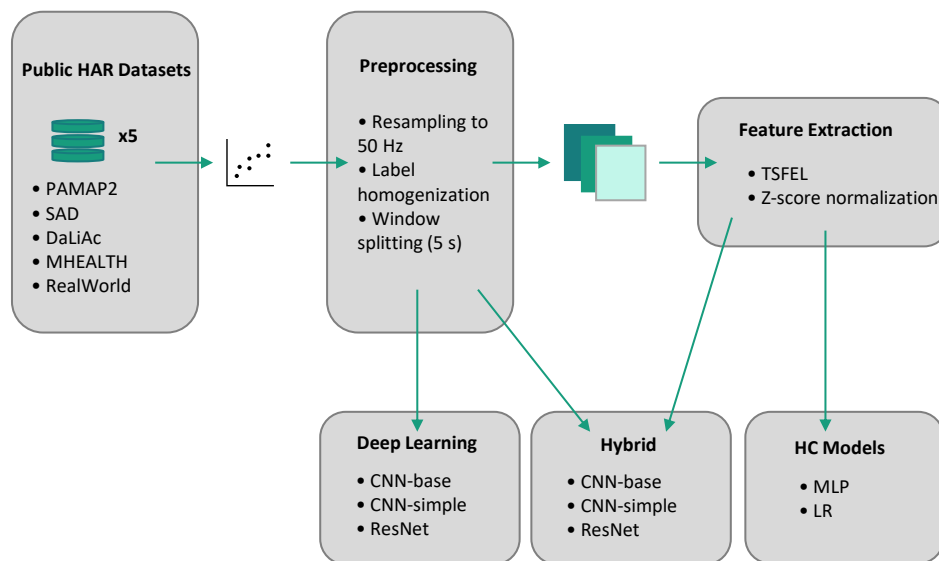 Public HAR Datasets
x5
• PAMAP2
• SAD
• DaLiAc
• MHEALTH
• RealWorld
Preprocessing
• Resampling to
50 Hz
• Label
homogenization
• Window
splitting (5 s)
Feature Extraction
• TSFEL
• Z-score normalization
Deep Learning
• CNN-base
• CNN-simple
• ResNet
Hybrid
• CNN-base
• CNN-simple
• ResNet
HC Models
• MLP
• LR